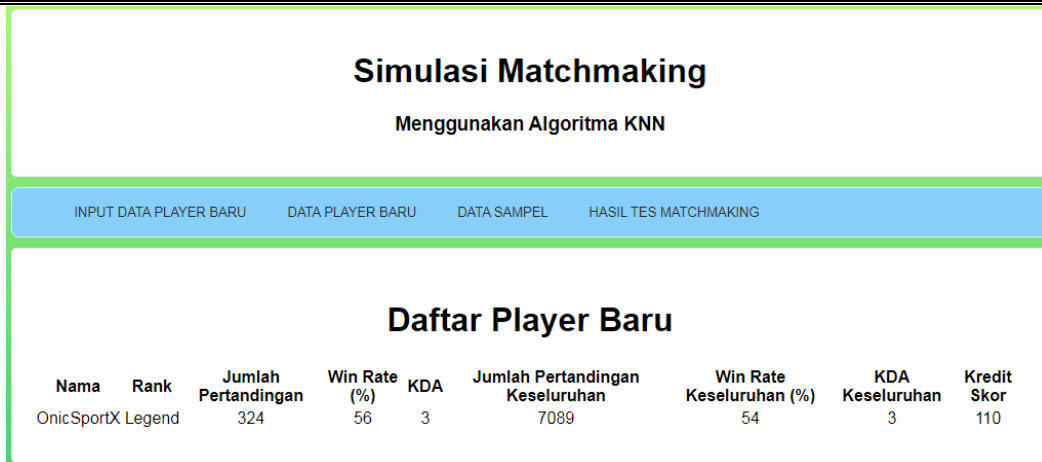 Simulasi Matchmaking
Menggunakan Algoritma KNN
INPUT DATA PLAYER BARU DATA PLAYER BARU DATA SAMPEL HASIL TES MATCHMAKING
Daftar Player Baru
Nama Rank Jumlah Pertandingan Win Rate (%) KDA Jumlah Pertandingan Keseluruhan Win Rate Keseluruhan (%) KDA Keseluruhan Kredit Skor
OnicSportX Legend 324 56 3 7089 54 3 110